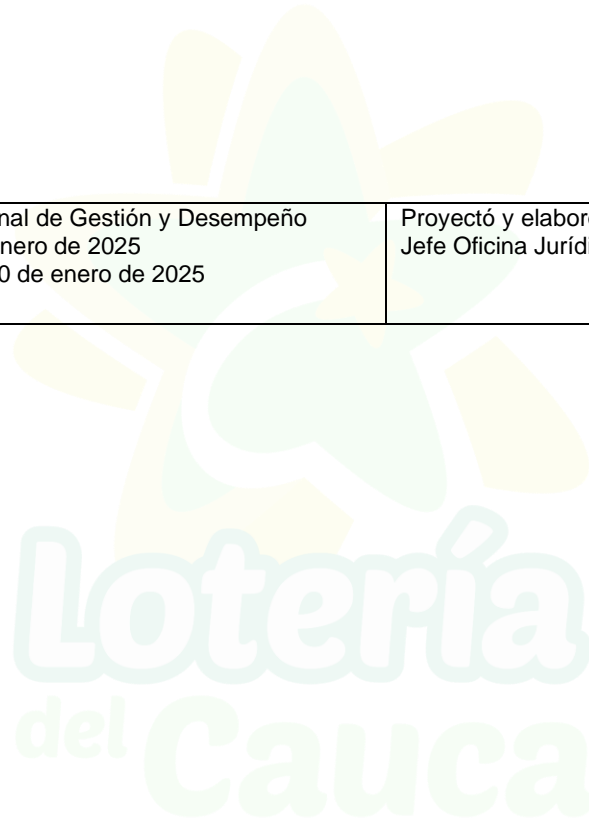 nal de Gestión y Desempeño
nero de 2025
0 de enero de 2025
Proyectó y elabor
Jefe Oficina Juríd
Lotería
del
Cauca